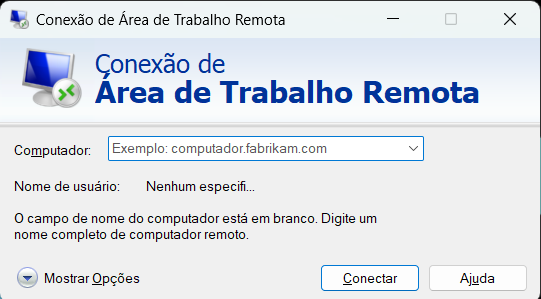 Conexão de Área de Trabalho Remota
Conexão de
Área de Trabalho Remota
Computador: Exemplo: computador.fabrikam.com
Nome de usuário: Nenhum especifi...
O campo de nome do computador está em branco. Digite um
nome completo de computador remoto.
Mostrar Opções Conectar Ajuda